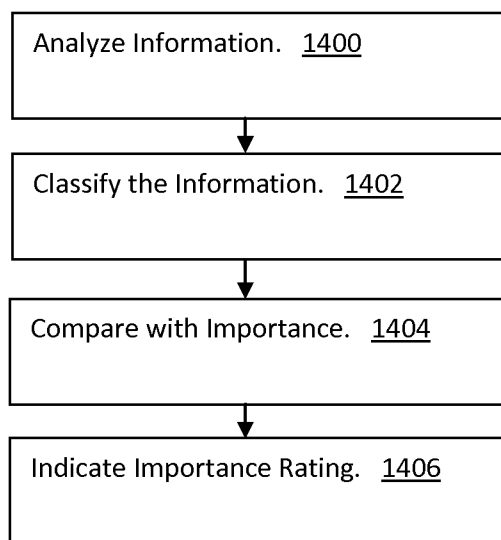 Analyze Information. 1400
Classify the Information. 1402
Compare with Importance. 1404
Indicate Importance Rating. 1406